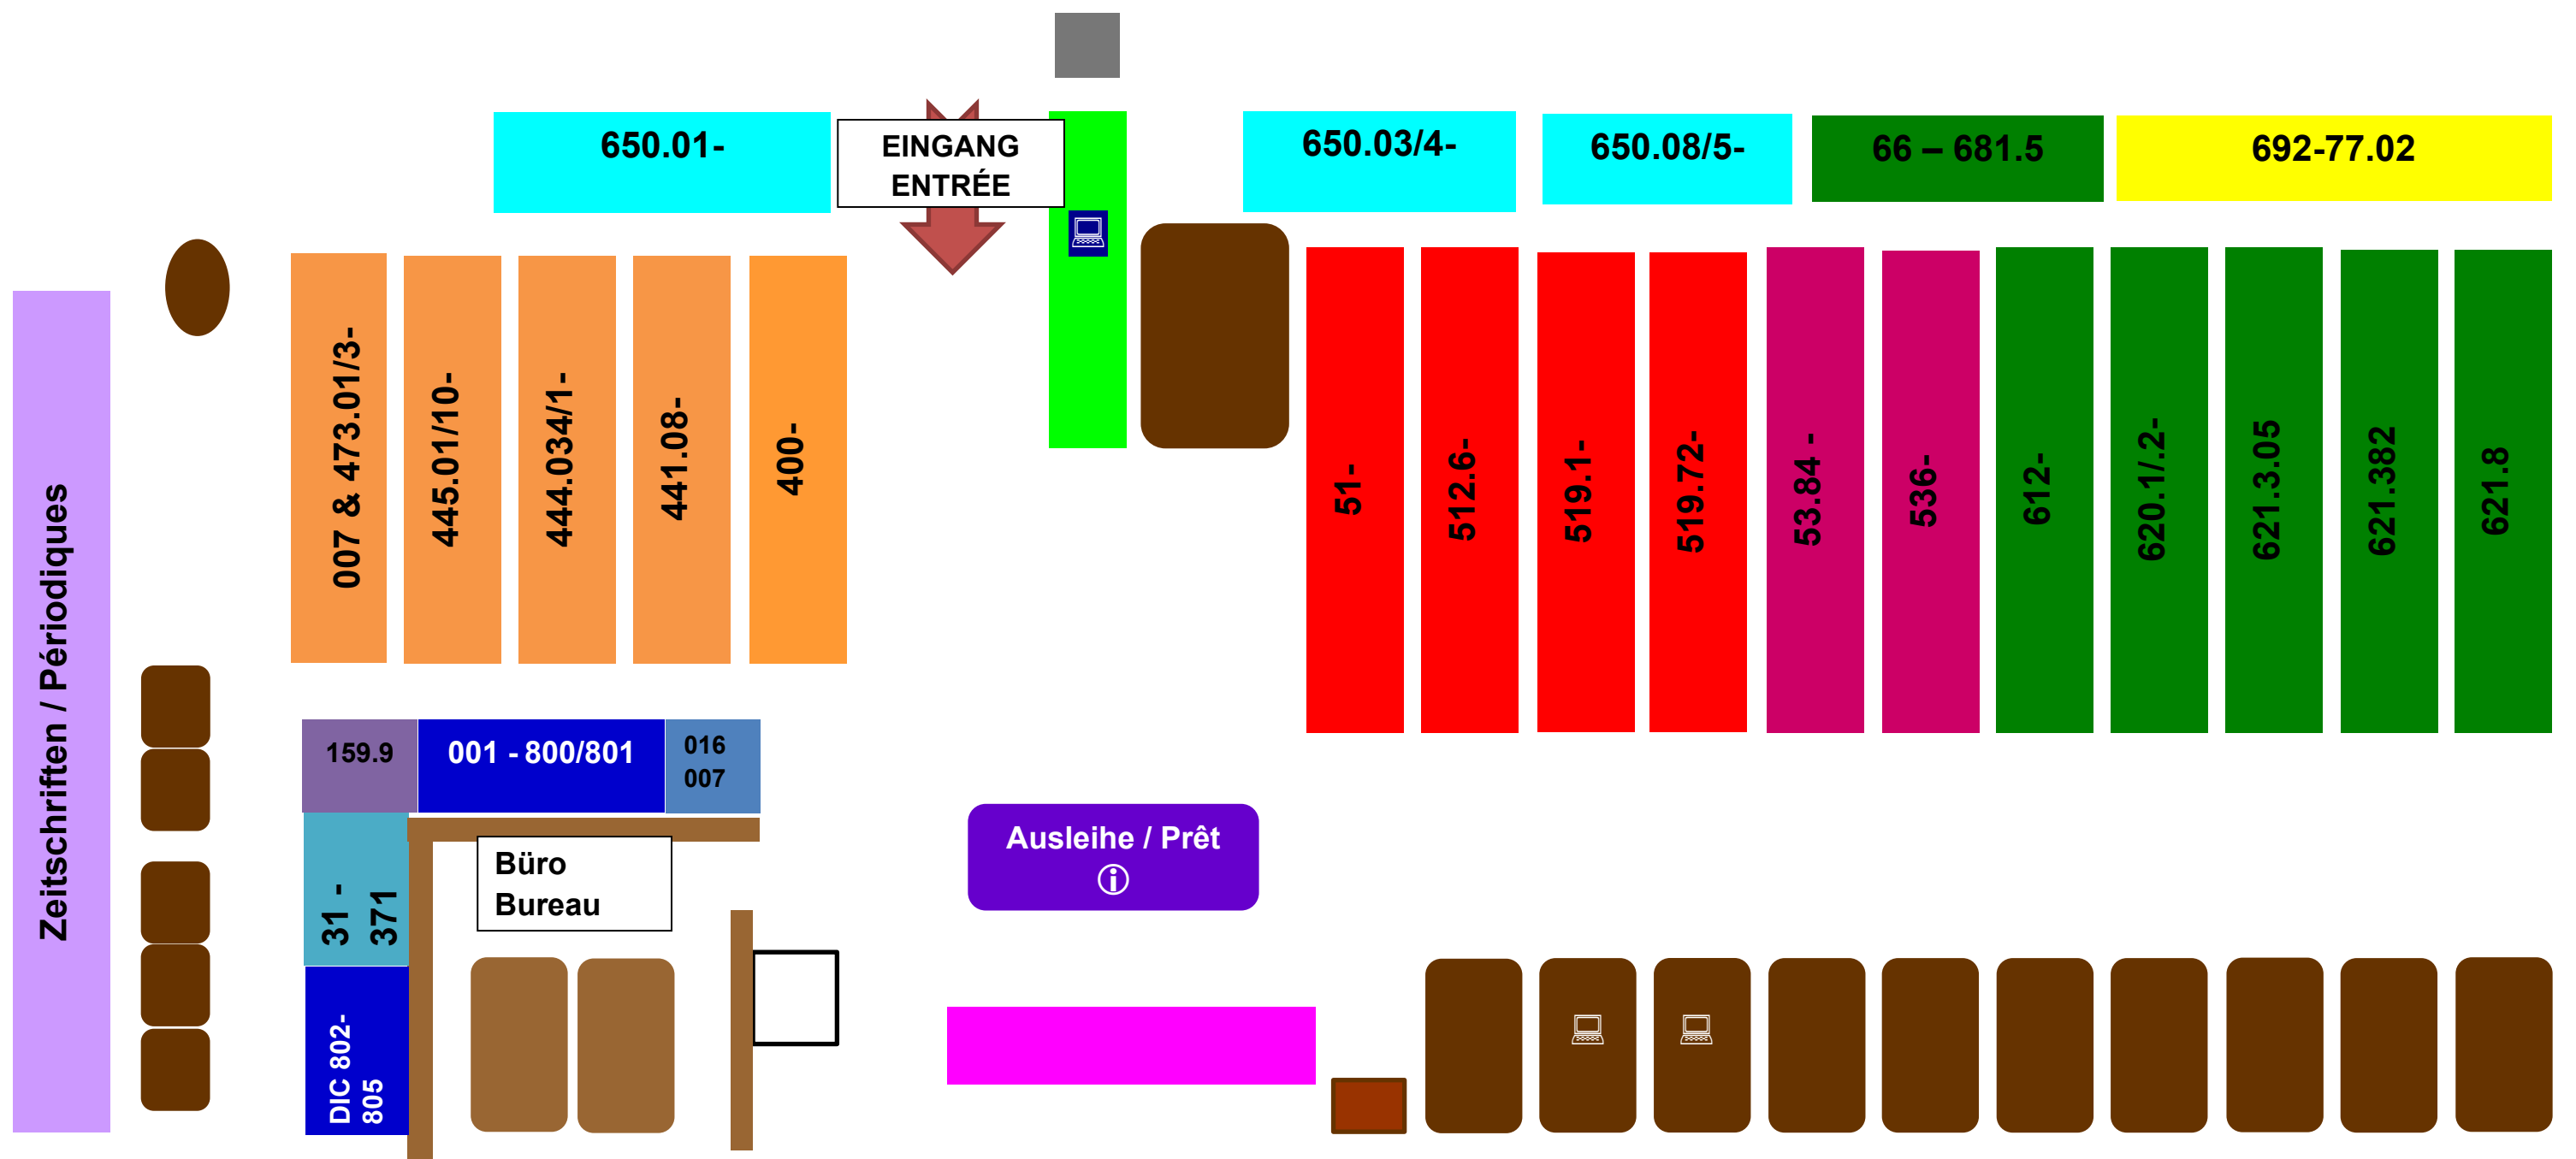 650.01-
EINGANG
ENTRÉE
650.03/4-
650.08/5-
66 – 681.5
692-77.02
Zeitschriften / Périodiques
007 & 473.01/3-
445.01/10-
444.034/1-
441.08-
400-
51-
512.6-
519.1-
519.72-
53.84 -
536-
612-
620.1/.2-
621.3.05
621.382
621.8
159.9
001 - 800/801
016
007
31 -
371
DIC 802-
805
Büro
Bureau
Ausleihe / Prêt